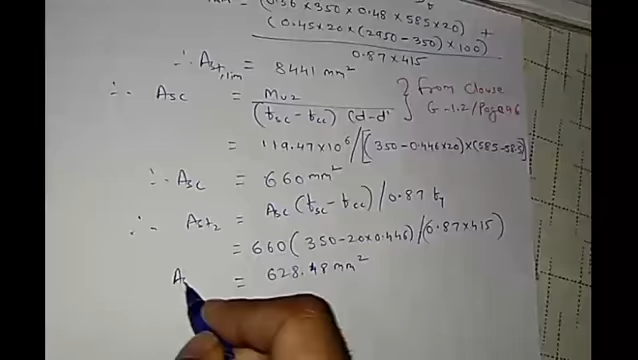 (0.36 × 350 × 0.48 × 585 × 20) +
(0.45 × 20 × (2950 - 350) × 100)
0.87 × 415
∴ Ast,lim = 8441 mm²
∴ Asc = Mu2 / (fsc - fcc) (d-d' } from Clause G-1.2/Page 96
= 119.47 × 10⁶ / [(350 - 0.446 × 20) × (585 - 58.5)]
∴ Asc = 660 mm²
∴ Ast2 = Asc (fsc - fcc) / 0.87 fy
= 660 (350 - 20 × 0.446) / (0.87 × 415)
= 628.48 mm²